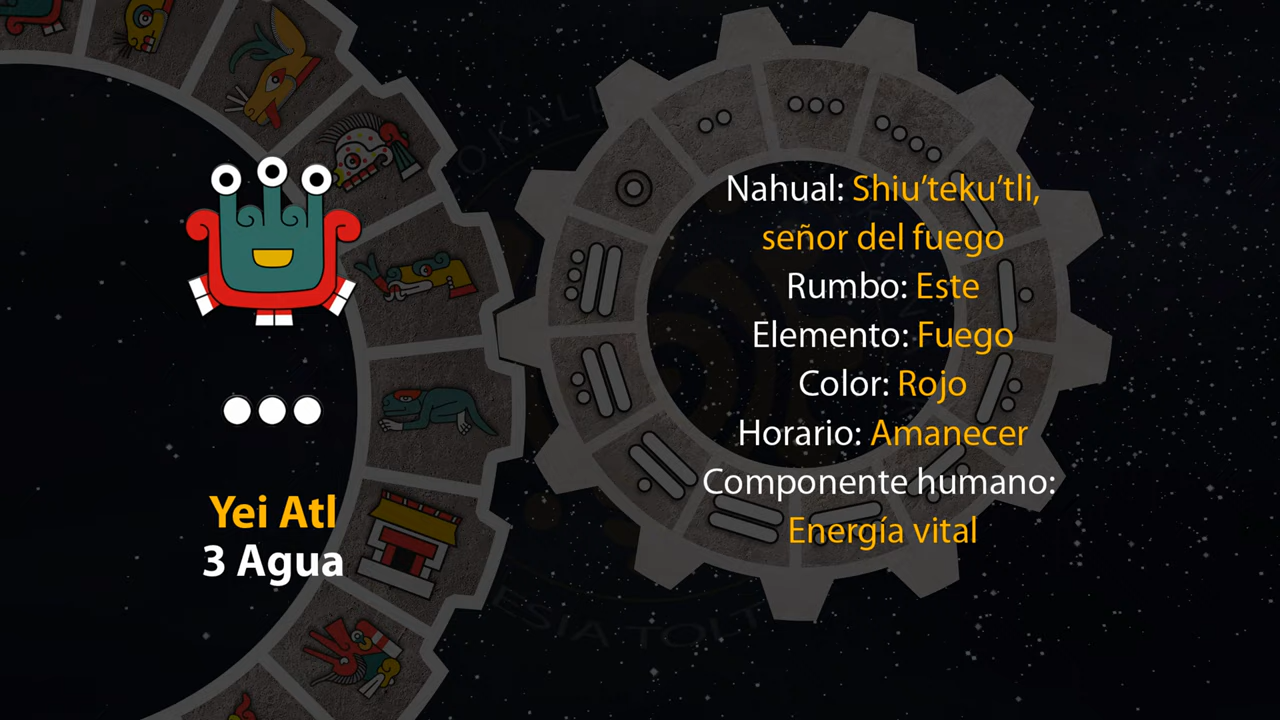 Yei Atl
3 Agua
Nahual: Shiu’teku’tli,
señor del fuego
Rumbo: Este
Elemento: Fuego
Color: Rojo
Horario: Amanecer
Componente humano:
Energía vital